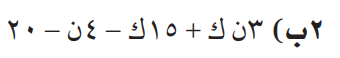 ٢ب) ٣ن ك + ١٥ك – ٤ن – ٢٠